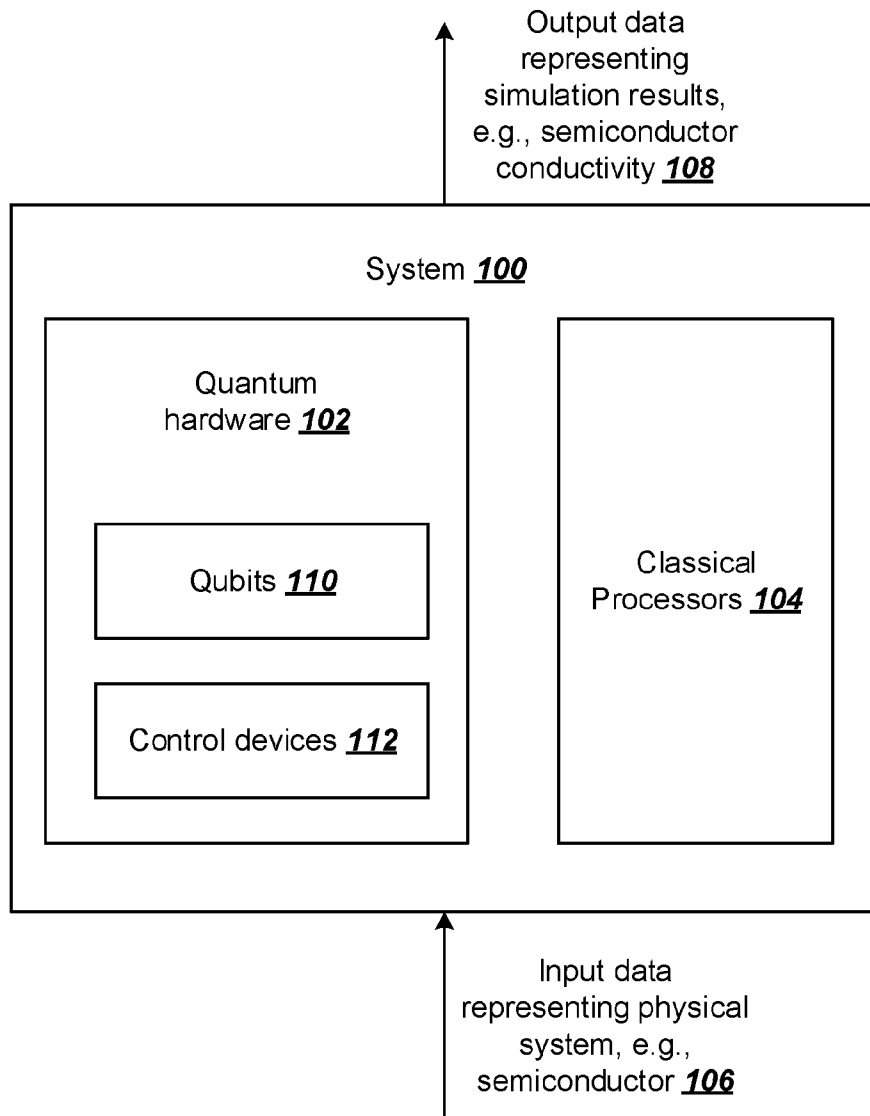 Output data
representing
simulation results,
e.g., semiconductor
conductivity 108
System 100
Quantum
hardware 102
Qubits 110
Control devices 112
Classical
Processors 104
Input data
representing physical
system, e.g.,
semiconductor 106